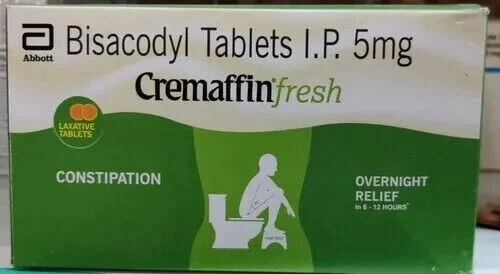 Bisacodyl Tablets I.P. 5mg
Abbott
Cremaffin® fresh
LAXATIVE
TABLETS
CONSTIPATION
OVERNIGHT
RELIEF
in 6 - 12 HOURS*